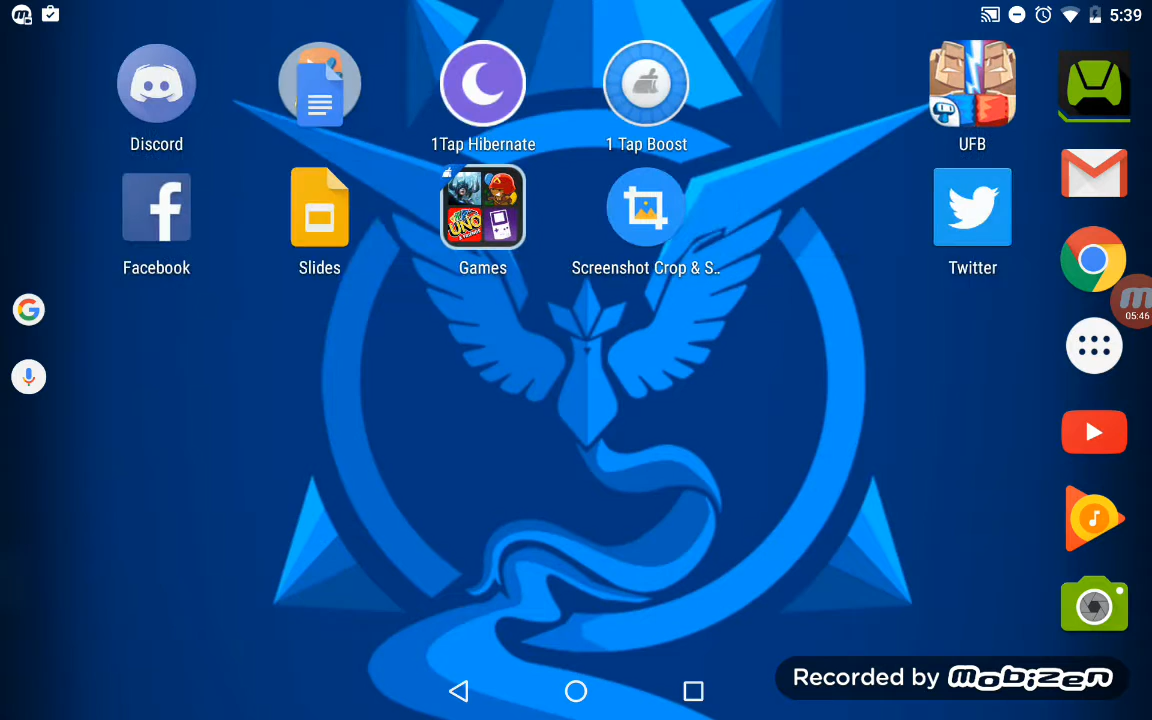 5:39
Discord
1Tap Hibernate
1 Tap Boost
UFB
UNO
Facebook
Slides
Games
Screenshot Crop & S..
Twitter
05:46
Recorded by mobizen